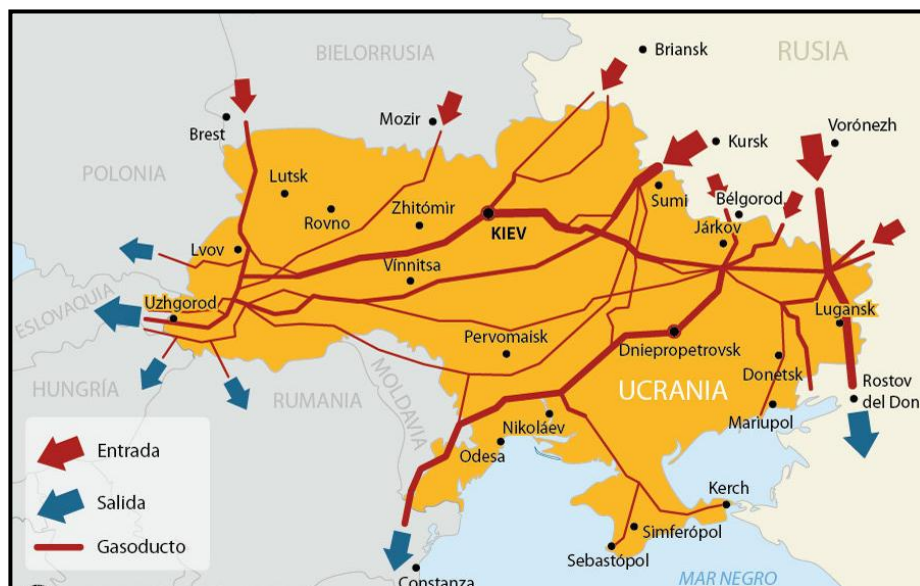 BIELORRUSIA
Briansk
RUSIA
Brest
Mozir
Kursk
Vorónezh
POLONIA
Lutsk
Rovno
Zhitómir
KIEV
Sumi
Bélgorod
Járkov
Lvov
Vinnitsa
ESLOVAQUIA
Uzhgorod
Lugansk
Pervomaisk
Dniepropetrovsk
HUNGRÍA
RUMANIA
MOLDAVIA
UCRANIA
Donetsk
Rostov
del Don
Mariupol
Nikoláev
Odesa
Entrada
Salida
Gasoducto
Kerch
Simferópol
Sebastópol
Constanza
MAR NEGRO